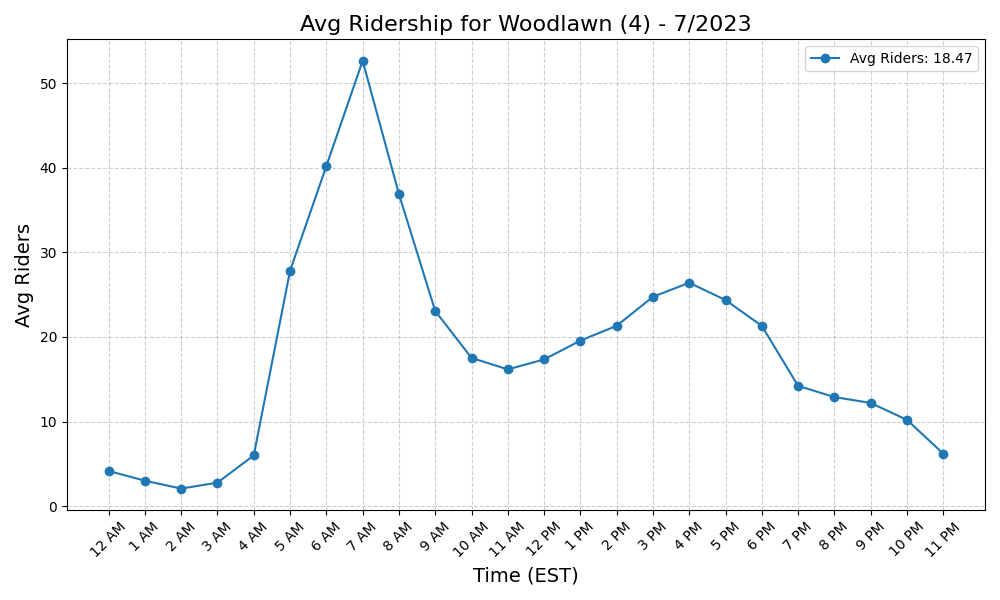 Avg Ridership for Woodlawn (4) - 7/2023
Avg Riders: 18.47
Avg Riders
50
40
30
20
10
0
12 AM
1 AM
2 AM
3 AM
4 AM
5 AM
6 AM
7 AM
8 AM
9 AM
10 AM
11 AM
12 PM
1 PM
2 PM
3 PM
4 PM
5 PM
6 PM
7 PM
8 PM
9 PM
10 PM
11 PM
Time (EST)